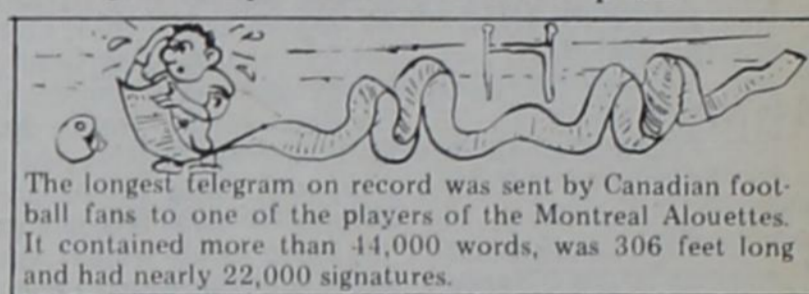 The longest telegram on record was sent by Canadian foot-
ball fans to one of the players of the Montreal Alouettes.
It contained more than 44,000 words, was 306 feet long
and had nearly 22,000 signatures.